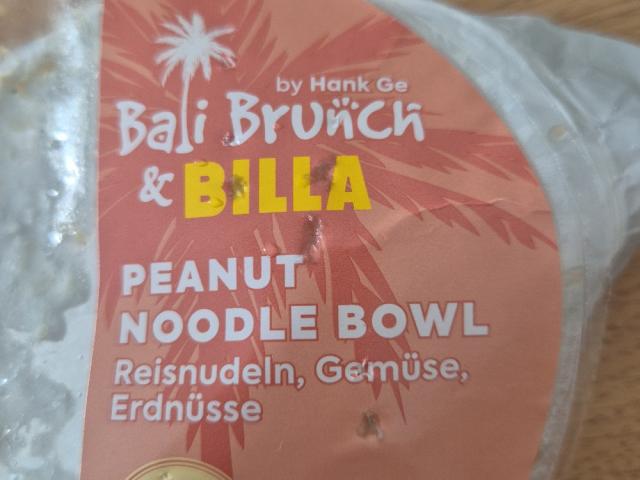 by Hank Ge
Bali Brunch
& BILLA
PEANUT
NOODLE BOWL
Reisnudeln, Gemüse,
Erdnüsse